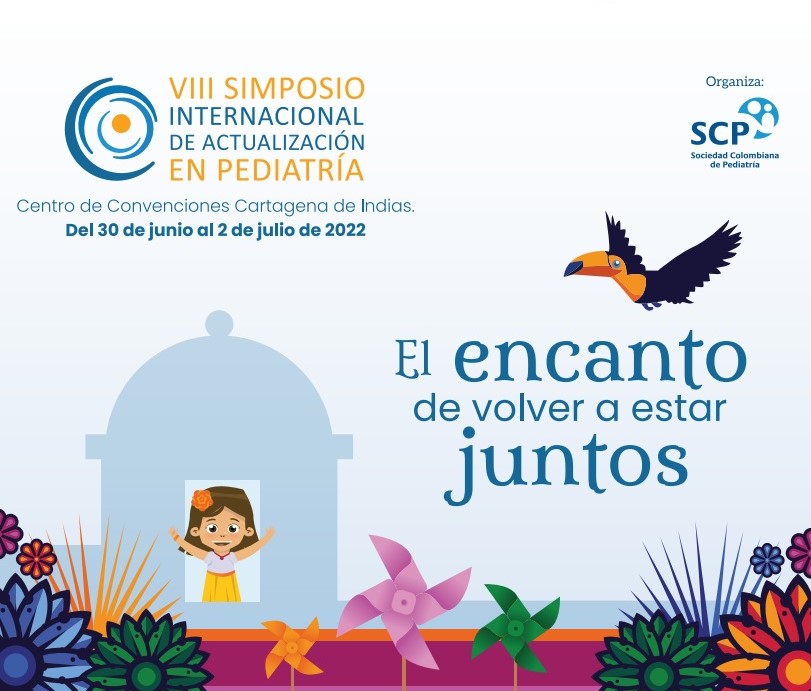 VIII SIMPOSIO
INTERNACIONAL
DE ACTUALIZACIÓN
EN PEDIATRÍA
Centro de Convenciones Cartagena de Indias.
Del 30 de junio al 2 de julio de 2022
Organiza:
SCP
Sociedad Colombiana
de Pediatría
El encanto
de volver a estar
juntos